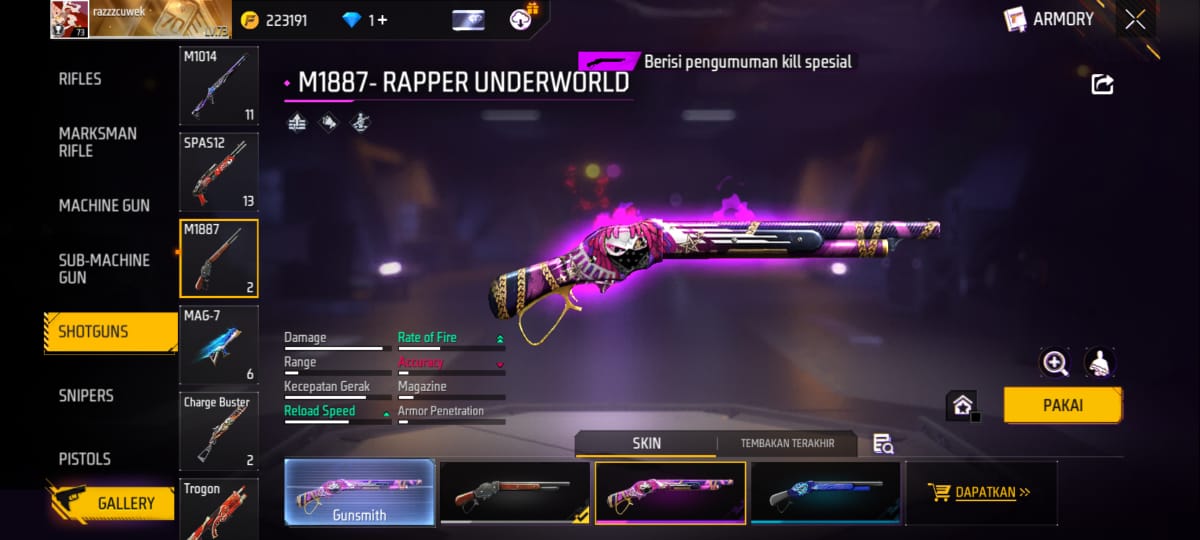 razzzcuwek
73
LV.73
223191
1+
ARMORY
RIFLES
MARKSMAN
RIFLE
MACHINE GUN
SUB-MACHINE
GUN
SHOTGUNS
SNIPERS
PISTOLS
GALLERY
M1014
11
SPAS12
13
M1887
2
MAG-7
6
Charge Buster
2
Trogon
M1887- RAPPER UNDERWORLD
Berisi pengumuman kill spesial
Damage
Rate of Fire
Range
Accuracy
Kecepatan Gerak
Magazine
Reload Speed
Armor Penetration
PAKAI
SKIN
TEMBAKAN TERAKHIR
Gunsmith
DAPATKAN >>